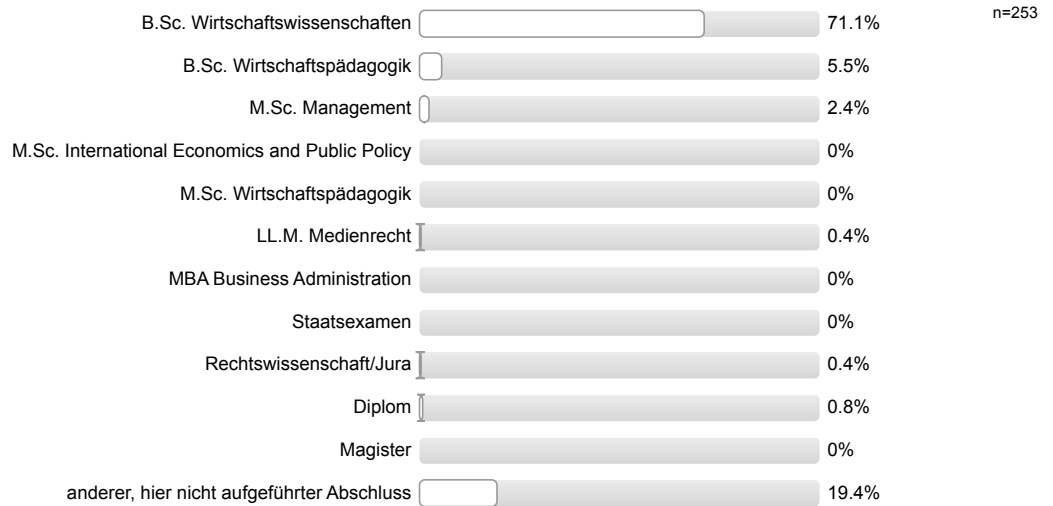 B.Sc. Wirtschaftswissenschaften 71.1% n=253
B.Sc. Wirtschaftspädagogik 5.5%
M.Sc. Management 2.4%
M.Sc. International Economics and Public Policy 0%
M.Sc. Wirtschaftspädagogik 0%
LL.M. Medienrecht 0.4%
MBA Business Administration 0%
Staatsexamen 0%
Rechtswissenschaft/Jura 0.4%
Diplom 0.8%
Magister 0%
anderer, hier nicht aufgeführter Abschluss 19.4%